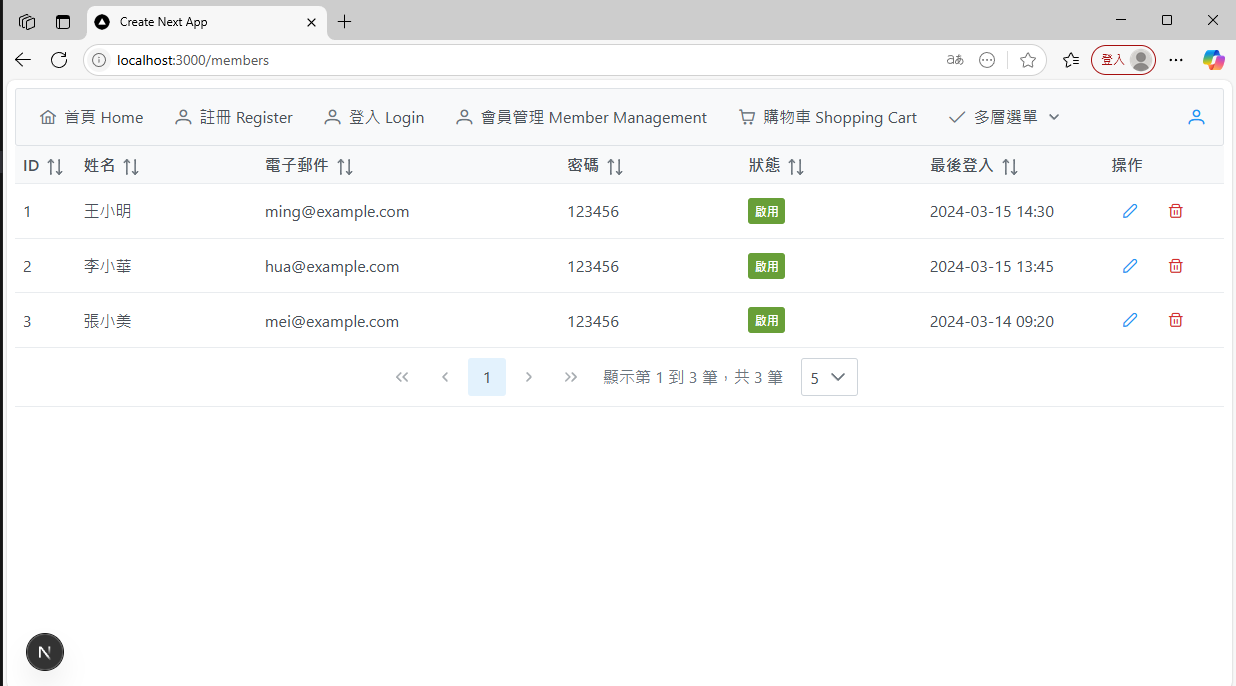 Create Next App
localhost:3000/members
aあ
登入
首頁 Home 註冊 Register 登入 Login 會員管理 Member Management 購物車 Shopping Cart 多層選單
ID 姓名 電子郵件 密碼 狀態 最後登入 操作
1 王小明 ming@example.com 123456 啟用 2024-03-15 14:30
2 李小華 hua@example.com 123456 啟用 2024-03-15 13:45
3 張小美 mei@example.com 123456 啟用 2024-03-14 09:20
1 顯示第 1 到 3 筆，共 3 筆 5
N